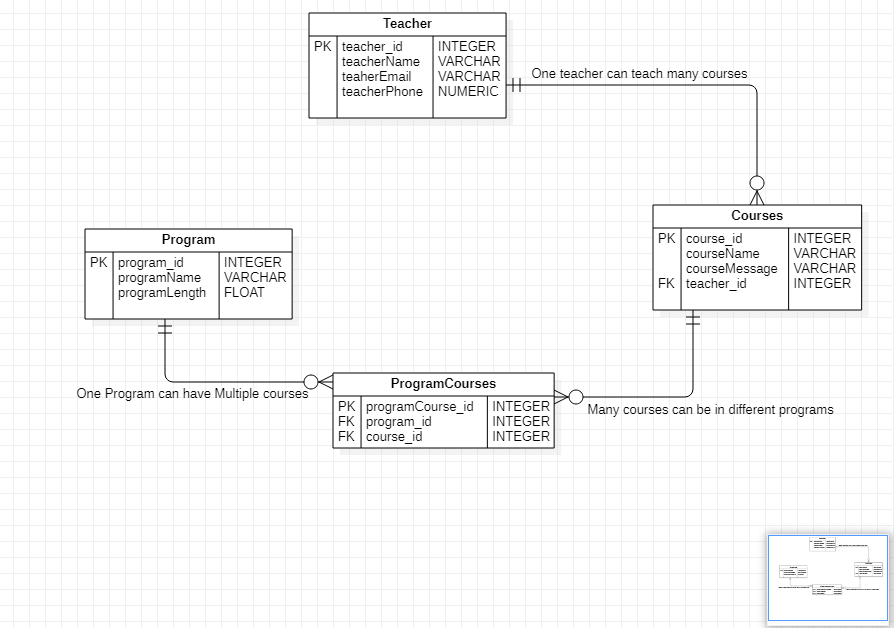 Teacher
PK teacher_id INTEGER
teacherName VARCHAR
teaherEmail VARCHAR
teacherPhone NUMERIC
One teacher can teach many courses
Courses
PK course_id INTEGER
courseName VARCHAR
courseMessage VARCHAR
FK teacher_id INTEGER
Program
PK program_id INTEGER
programName VARCHAR
programLength FLOAT
One Program can have Multiple courses
ProgramCourses
PK programCourse_id INTEGER
FK program_id INTEGER
FK course_id INTEGER
Many courses can be in different programs